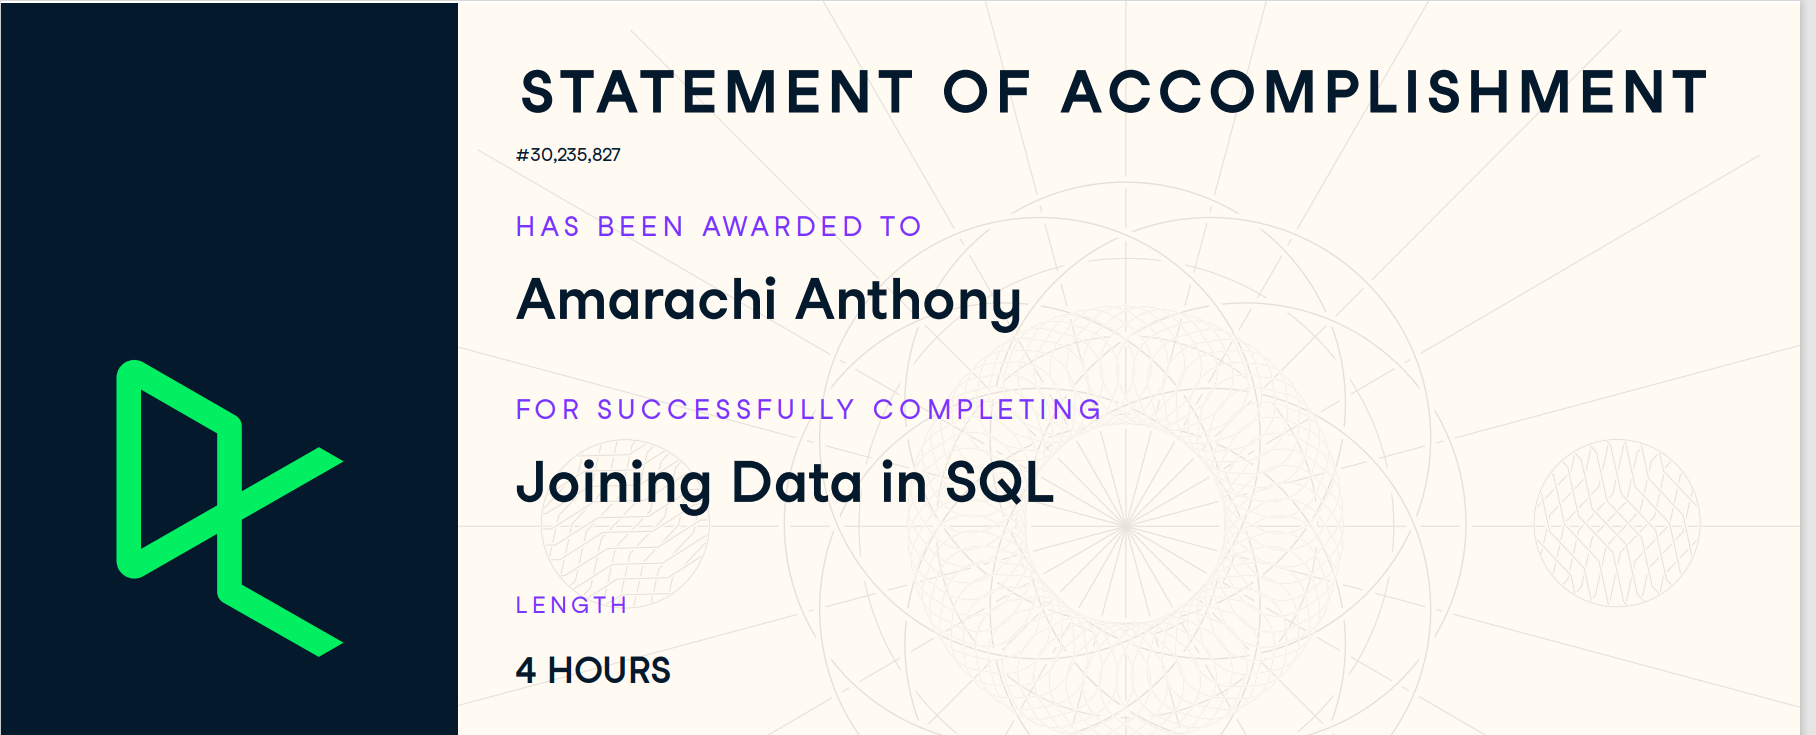 STATEMENT OF ACCOMPLISHMENT
#30,235,827
HAS BEEN AWARDED TO
Amarachi Anthony
FOR SUCCESSFULLY COMPLETING
Joining Data in SQL
LENGTH
4 HOURS